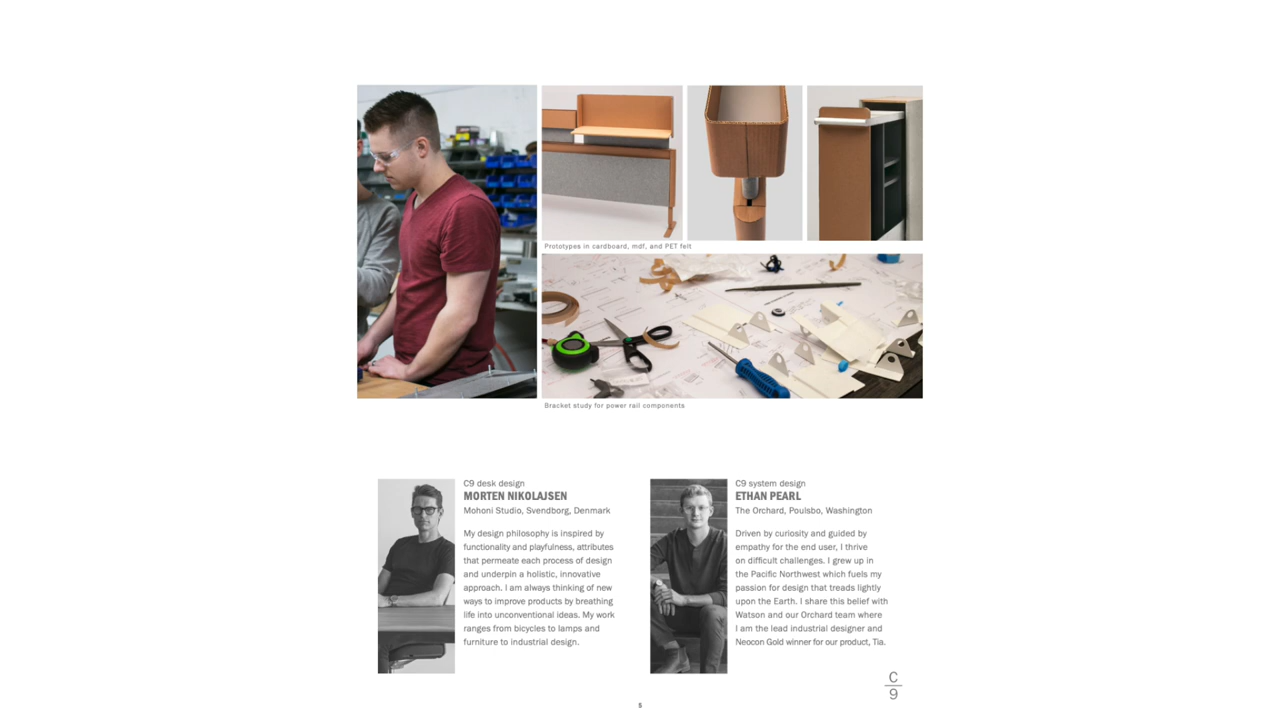 Prototypes in cardboard, mdf, and PET felt
Bracket study for power rail components
C9 desk design
MORTEN NIKOLAJSEN
Mohoni Studio, Svendborg, Denmark
My design philosophy is inspired by
functionality and playfulness, attributes
that permeate each process of design
and underpin a holistic, innovative
approach. I am always thinking of new
ways to improve products by breathing
life into unconventional ideas. My work
ranges from bicycles to lamps and
furniture to industrial design.
C9 system design
ETHAN PEARL
The Orchard, Poulsbo, Washington
Driven by curiosity and guided by
empathy for the end user, I thrive
on difficult challenges. I grew up in
the Pacific Northwest which fuels my
passion for design that treads lightly
upon the Earth. I share this belief with
Watson and our Orchard team where
I am the lead industrial designer and
Neocon Gold winner for our product, Tia.
C
9
5